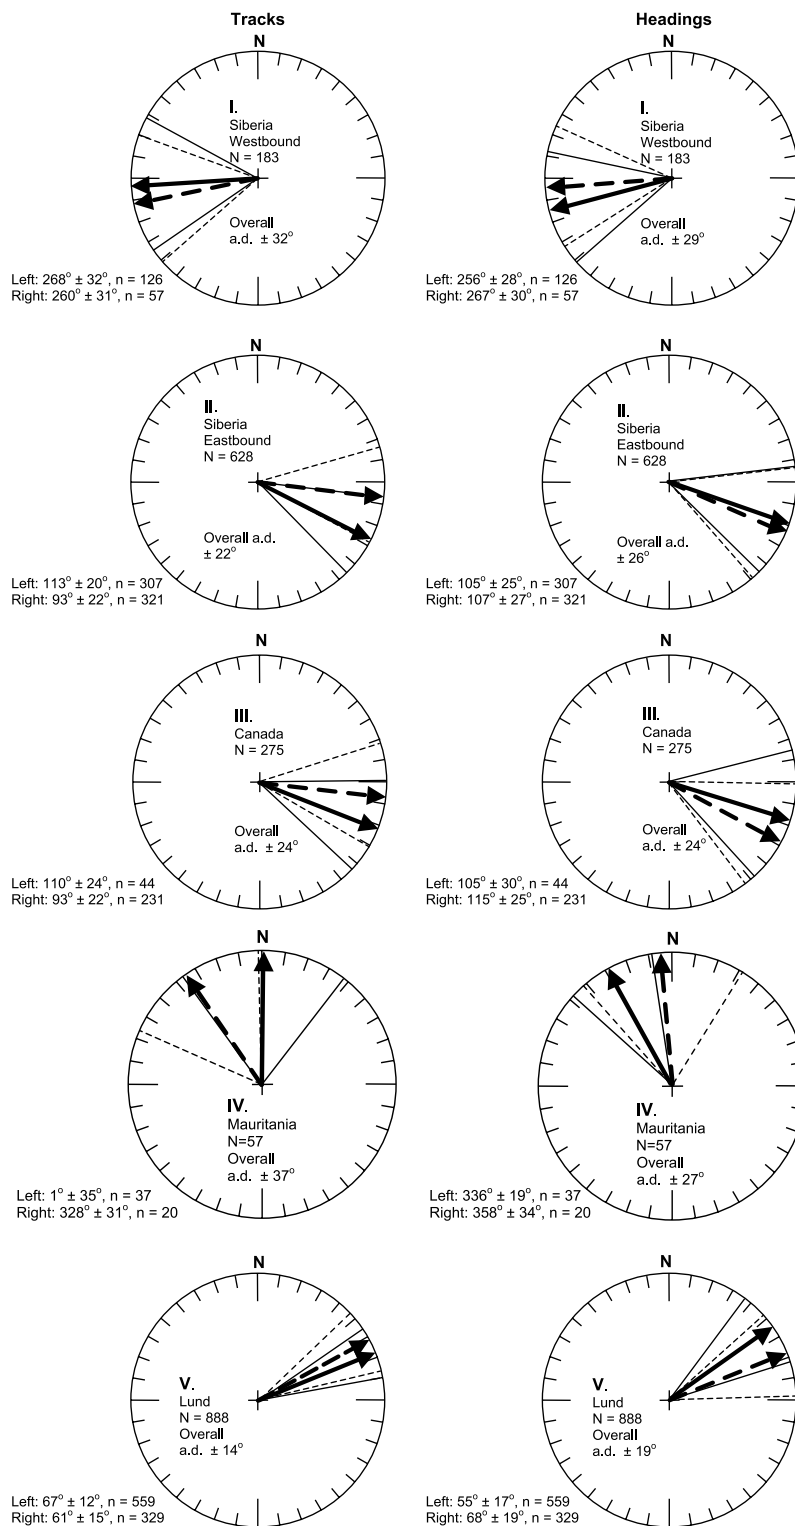 Tracks
Headings
N
I.
Siberia
Westbound
N = 183
Overall
a.d. ± 32°
Left: 268° ± 32°, n = 126
Right: 260° ± 31°, n = 57
N
I.
Siberia
Westbound
N = 183
Overall
a.d. ± 29°
Left: 256° ± 28°, n = 126
Right: 267° ± 30°, n = 57
N
II.
Siberia
Eastbound
N = 628
Overall a.d.
± 22°
Left: 113° ± 20°, n = 307
Right: 93° ± 22°, n = 321
N
II.
Siberia
Eastbound
N = 628
Overall a.d.
± 26°
Left: 105° ± 25°, n = 307
Right: 107° ± 27°, n = 321
N
III.
Canada
N = 275
Overall
a.d. ± 24°
Left: 110° ± 24°, n = 44
Right: 93° ± 22°, n = 231
N
III.
Canada
N = 275
Overall
a.d. ± 24°
Left: 105° ± 30°, n = 44
Right: 115° ± 25°, n = 231
N
IV.
Mauritania
N=57
Overall
a.d. ± 37°
Left: 1° ± 35°, n = 37
Right: 328° ± 31°, n = 20
N
IV.
Mauritania
N=57
Overall
a.d. ± 27°
Left: 336° ± 19°, n = 37
Right: 358° ± 34°, n = 20
N
V.
Lund
N = 888
Overall
a.d. ± 14°
Left: 67° ± 12°, n = 559
Right: 61° ± 15°, n = 329
N
V.
Lund
N = 888
Overall
a.d. ± 19°
Left: 55° ± 17°, n = 559
Right: 68° ± 19°, n = 329